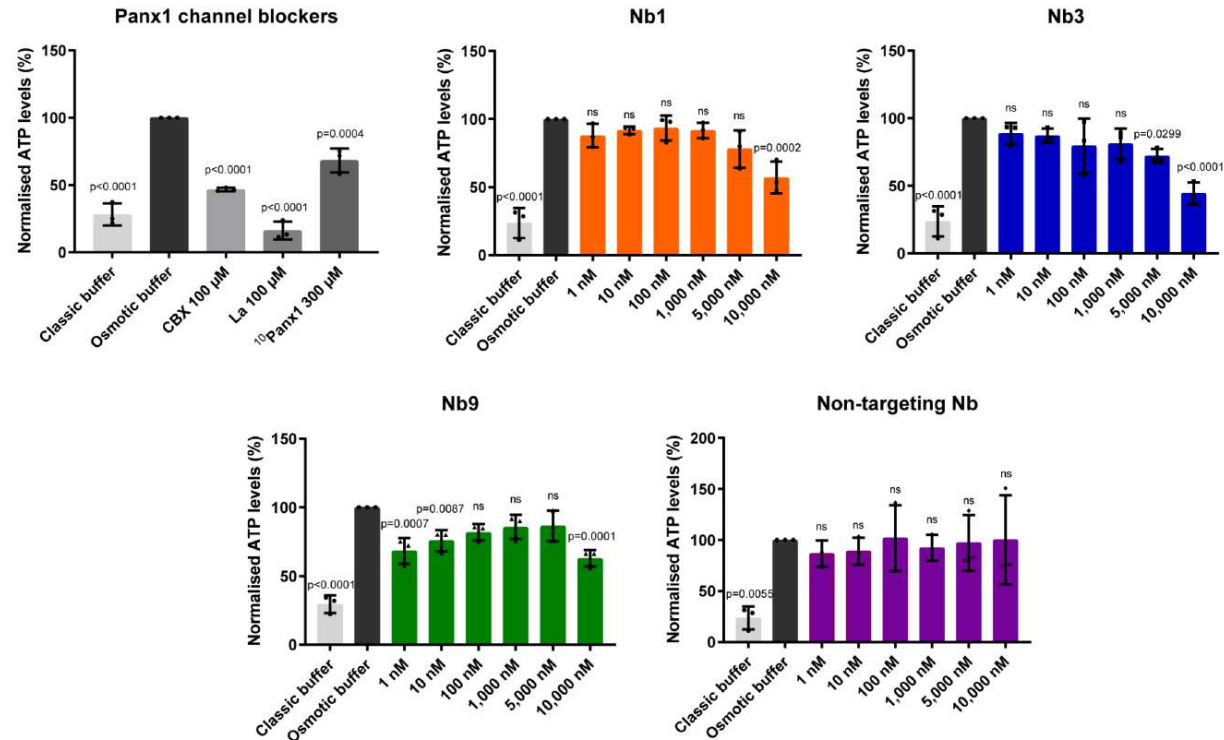 Panx1 channel blockers
Normalised ATP levels (%)
150
100
50
0
p<0.0001
p<0.0001
p<0.0001
p=0.0004
Classic buffer
Osmotic buffer
CBX 100 µM
La 100 µM
¹⁰Panx1 300 µM
Nb1
Normalised ATP levels (%)
150
100
50
0
p<0.0001
ns
ns
ns
ns
ns
p=0.0002
Classic buffer
Osmotic buffer
1 nM
10 nM
100 nM
1,000 nM
5,000 nM
10,000 nM
Nb3
Normalised ATP levels (%)
150
100
50
0
p<0.0001
ns
ns
ns
ns
p=0.0299
p<0.0001
Classic buffer
Osmotic buffer
1 nM
10 nM
100 nM
1,000 nM
5,000 nM
10,000 nM
Nb9
Normalised ATP levels (%)
150
100
50
0
p<0.0001
p=0.0007
p=0.0087
ns
ns
ns
p=0.0001
Classic buffer
Osmotic buffer
1 nM
10 nM
100 nM
1,000 nM
5,000 nM
10,000 nM
Non-targeting Nb
Normalised ATP levels (%)
200
150
100
50
0
p=0.0055
ns
ns
ns
ns
ns
ns
Classic buffer
Osmotic buffer
1 nM
10 nM
100 nM
1,000 nM
5,000 nM
10,000 nM